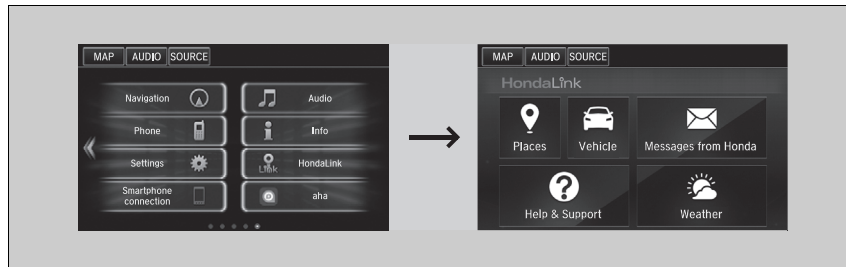 MAP AUDIO SOURCE
Navigation
Audio
Phone
Info
Settings
Link
HondaLink
Smartphone
connection
aha
MAP AUDIO SOURCE
HondaLink
Places
Vehicle
Messages from Honda
Help & Support
Weather